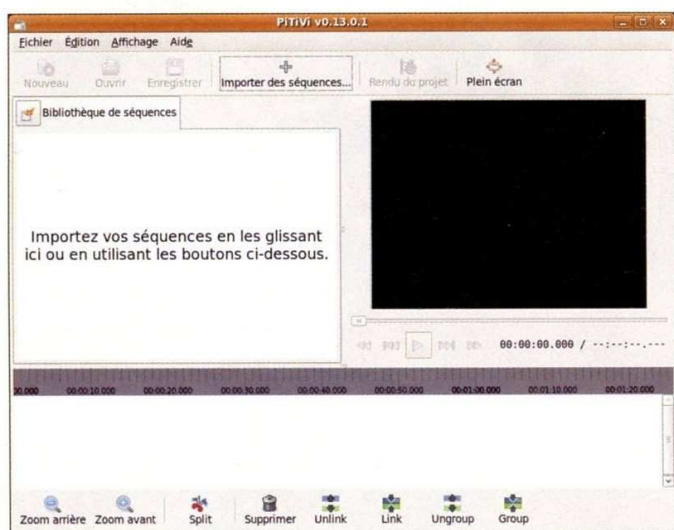 PiTiVi v0.13.0.1
Fichier Édition Affichage Aide
Nouveau Ouvrir Enregistrer Importer des séquences... Rendu du projet Plein écran
Bibliothèque de séquences
Importez vos séquences en les glissant
ici ou en utilisant les boutons ci-dessous.
00:00:00.000 / --:--:--.---
00.000 00:00:10.000 00:00:20.000 00:00:30.000 00:00:40.000 00:00:50.000 00:01:00.000 00:01:10.000 00:01:20.000
Zoom arrière Zoom avant Split Supprimer Unlink Link Ungroup Group